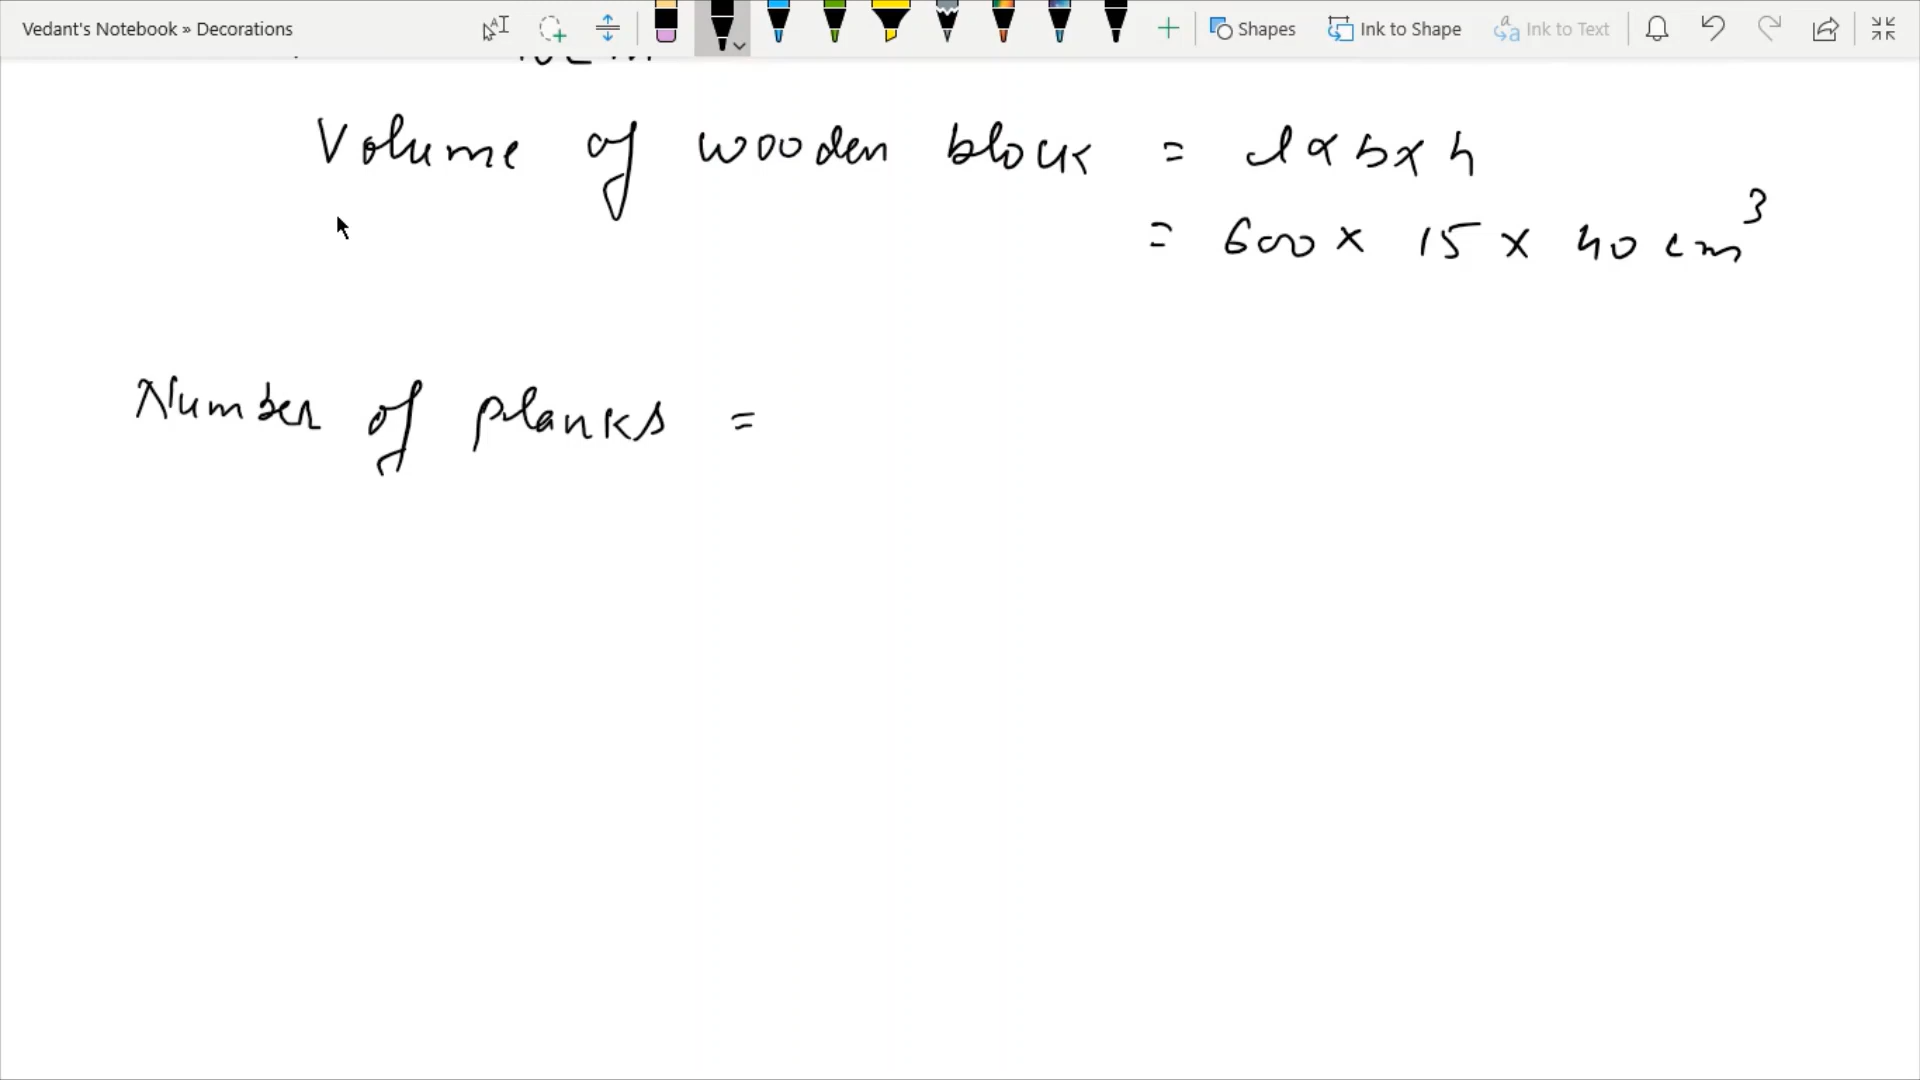 Vedant's Notebook » Decorations
Shapes
Ink to Shape
Ink to Text
Volume of wooden block = l × b × h
= 600 × 15 × 40 cm³
Number of planks =